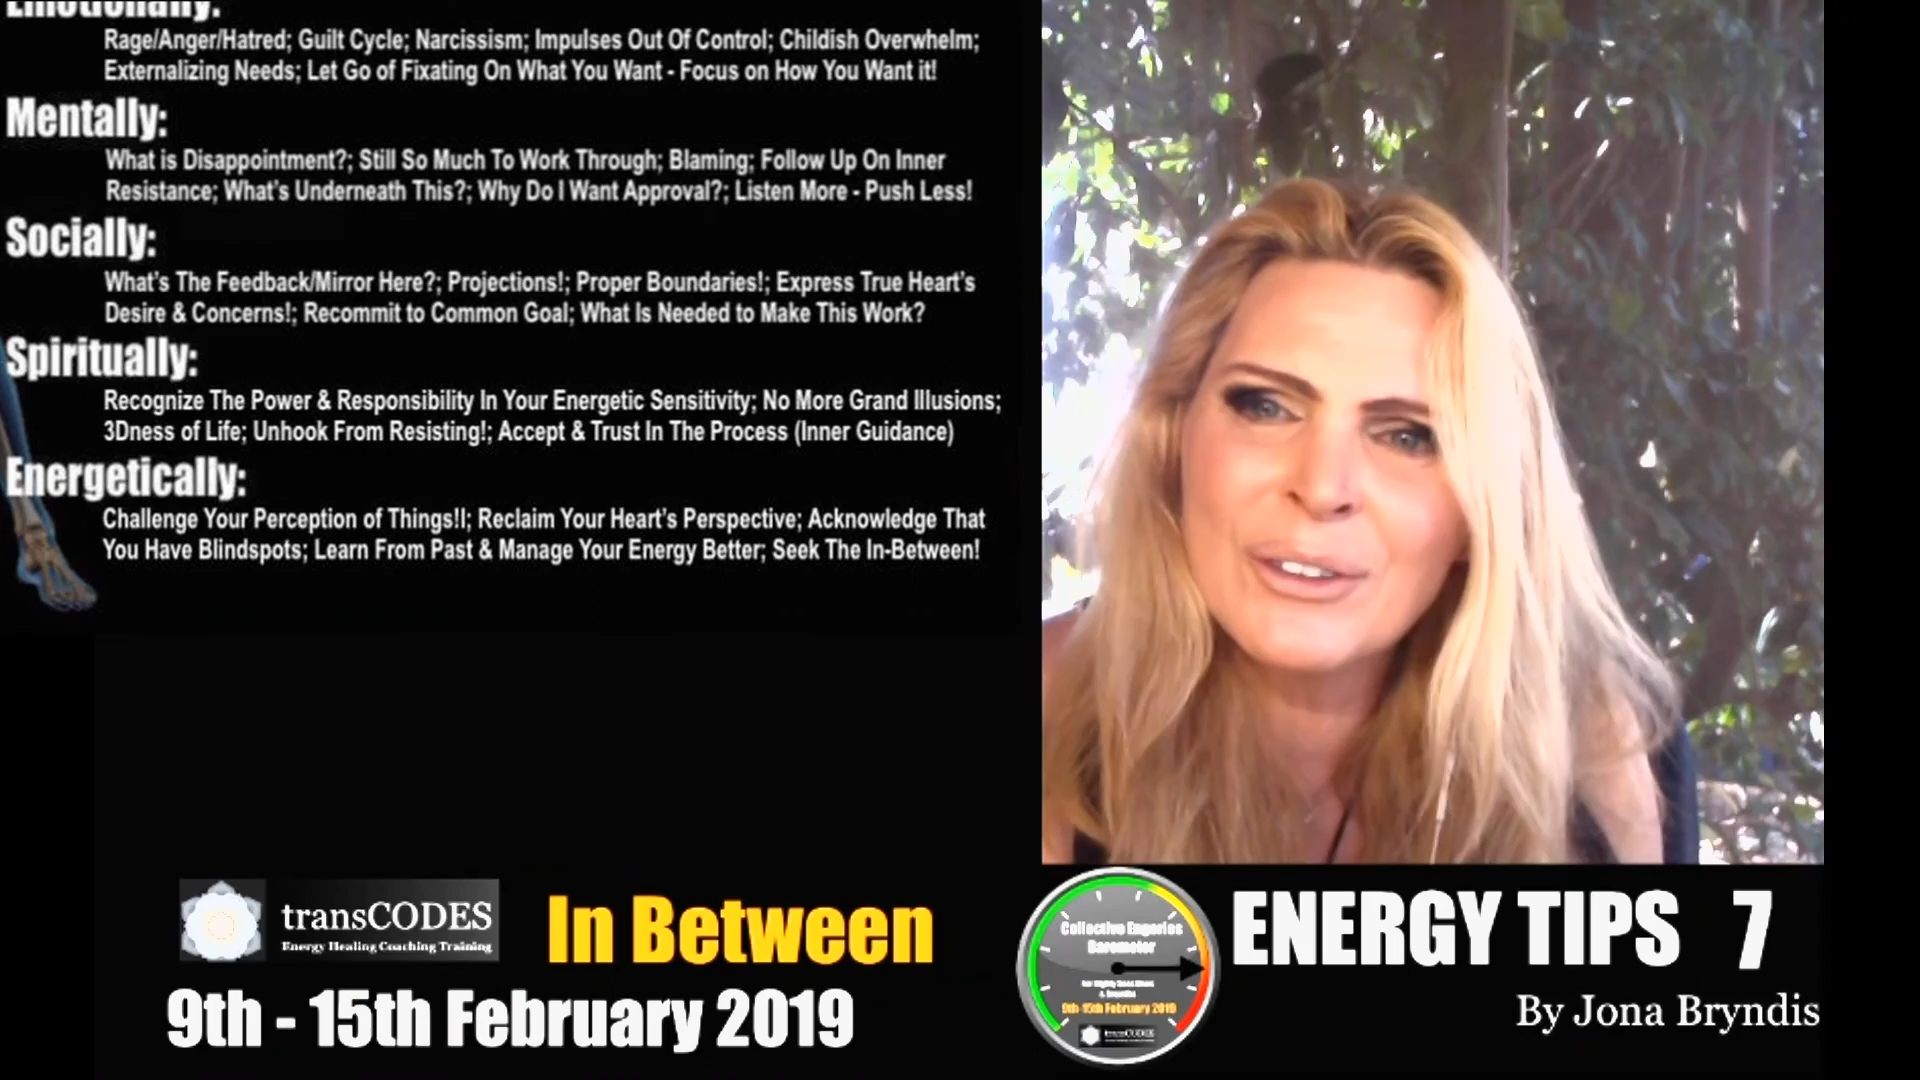 Emotionally:
Rage/Anger/Hatred; Guilt Cycle; Narcissism; Impulses Out Of Control; Childish Overwhelm;
Externalizing Needs; Let Go of Fixating On What You Want - Focus on How You Want it!
Mentally:
What is Disappointment?; Still So Much To Work Through; Blaming; Follow Up On Inner
Resistance; What's Underneath This?; Why Do I Want Approval?; Listen More - Push Less!
Socially:
What's The Feedback/Mirror Here?; Projections!; Proper Boundaries!; Express True Heart's
Desire & Concerns!; Recommit to Common Goal; What Is Needed to Make This Work?
Spiritually:
Recognize The Power & Responsibility In Your Energetic Sensitivity; No More Grand Illusions;
3Dness of Life; Unhook From Resisting!; Accept & Trust In The Process (Inner Guidance)
Energetically:
Challenge Your Perception of Things!I; Reclaim Your Heart's Perspective; Acknowledge That
You Have Blindspots; Learn From Past & Manage Your Energy Better; Seek The In-Between!
transCODES
Energy Healing Coaching Training
In Between
9th - 15th February 2019
Collective Engeries
Barometer
9th-15th February 2019
transCODES
ENERGY TIPS 7
By Jona Bryndis